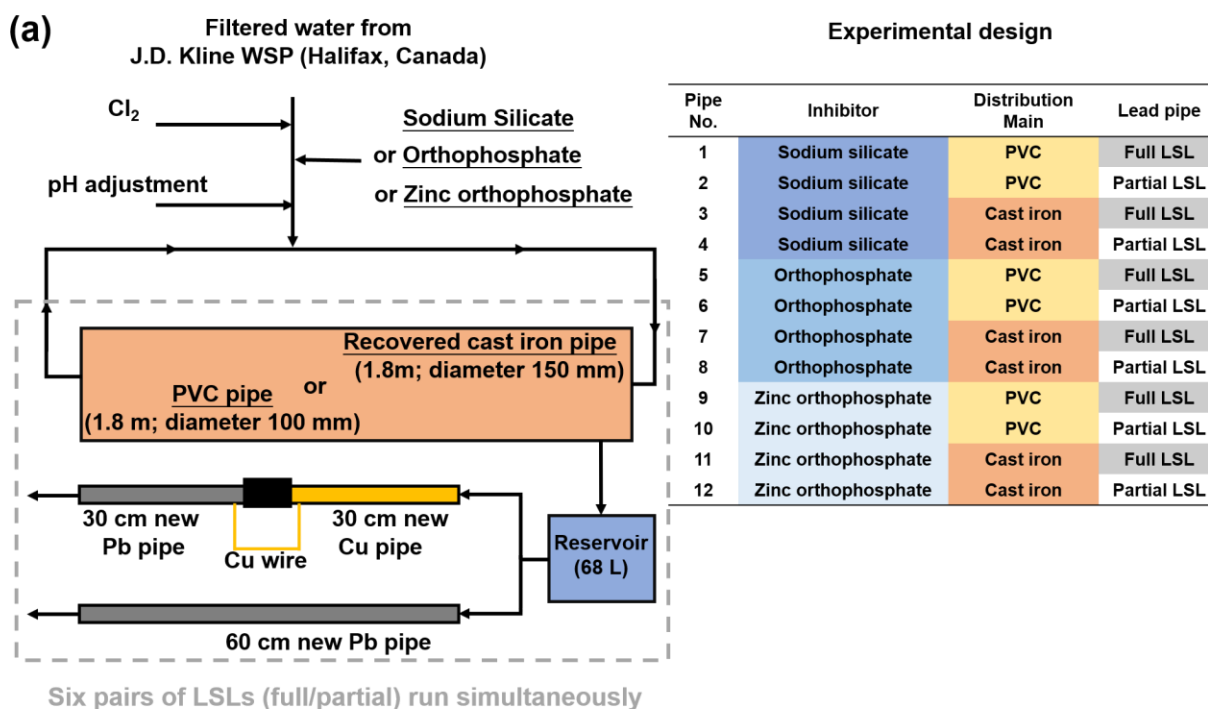 (a)
Filtered water from
J.D. Kline WSP (Halifax, Canada)
Cl2
Sodium Silicate
or Orthophosphate
pH adjustment
or Zinc orthophosphate
Recovered cast iron pipe
(1.8m; diameter 150 mm)
or
PVC pipe
(1.8 m; diameter 100 mm)
30 cm new
Pb pipe
Cu wire
30 cm new
Cu pipe
Reservoir
(68 L)
60 cm new Pb pipe
Six pairs of LSLs (full/partial) run simultaneously
Experimental design
Pipe No. Inhibitor Distribution Main Lead pipe
1 Sodium silicate PVC Full LSL
2 Sodium silicate PVC Partial LSL
3 Sodium silicate Cast iron Full LSL
4 Sodium silicate Cast iron Partial LSL
5 Orthophosphate PVC Full LSL
6 Orthophosphate PVC Partial LSL
7 Orthophosphate Cast iron Full LSL
8 Orthophosphate Cast iron Partial LSL
9 Zinc orthophosphate PVC Full LSL
10 Zinc orthophosphate PVC Partial LSL
11 Zinc orthophosphate Cast iron Full LSL
12 Zinc orthophosphate Cast iron Partial LSL